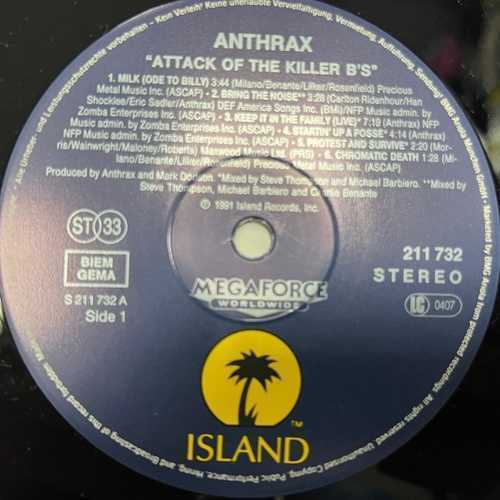 ANTHRAX
"ATTACK OF THE KILLER B'S"
1. MILK (ODE TO BILLY) 3:44 (Milano/Benante/Lilker/Rosenfield) Precious
Metal Music Inc. (ASCAP) · 2. BRING THE NOISE** 3:28 (Carlton Ridenhour/Han
Shocklee/Eric Sadler/Anthrax) DEF America Songs Inc. (BMI)/NFP Music admin. by
Zomba Enterprises Inc. (ASCAP) · 3. KEEP IT IN THE FAMILY (LIVE)* 7:19 (Anthrax) NFP
Music admin. by Zomba Enterprises Inc. (ASCAP) · 4. STARTIN' UP A POSSE* 4:14 (Anthrax)
NFP Music admin. by Zomba Enterprises Inc. (ASCAP) · 5. PROTEST AND SURVIVE* 2:20 (Mor-
ris/Wainwright/Maloney/Roberts) Music Ltd. (PRS) · 6. CHROMATIC DEATH 1:28 (Mi-
lano/Benante/Lilker/Rosenfield) Precious Metal Music Inc. (ASCAP)
Produced by Anthrax and Mark Dodson. *Mixed by Steve Thompson and Michael Barbiero. **Mixed by
Steve Thompson, Michael Barbiero and Charlie Benante
℗ 1991 Island Records, Inc.
ST 33
BIEM
GEMA
S 211 732 A
Side 1
211 732
STEREO
LC 0407
MEGAFORCE
WORLDWIDE
TM
ISLAND